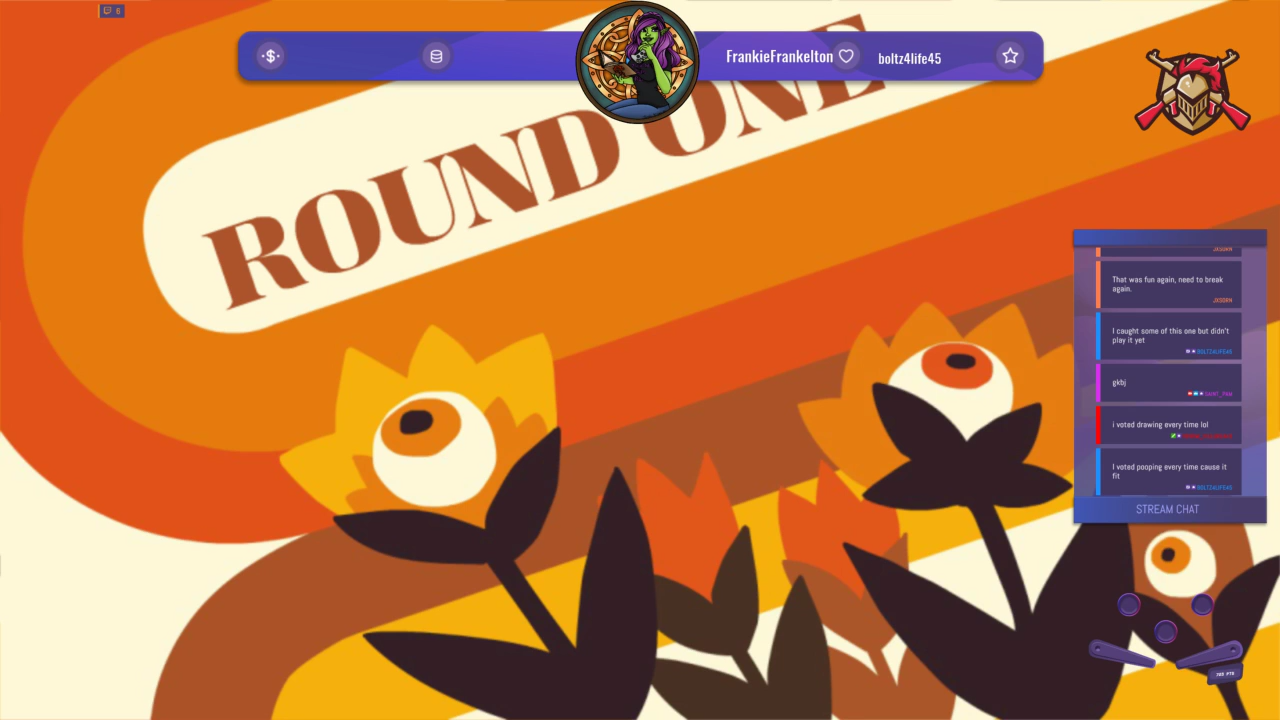 6
FrankieFrankelton
boltz4life45
ROUND ONE
JXSORN
That was fun again, need to break
again.
JXSORN
I caught some of this one but didn't
play it yet
BOLTZ4LIFE45
gkbj
i voted drawing every time lol
I voted pooping every time cause it
fit
BOLTZ4LIFE45
STREAM CHAT